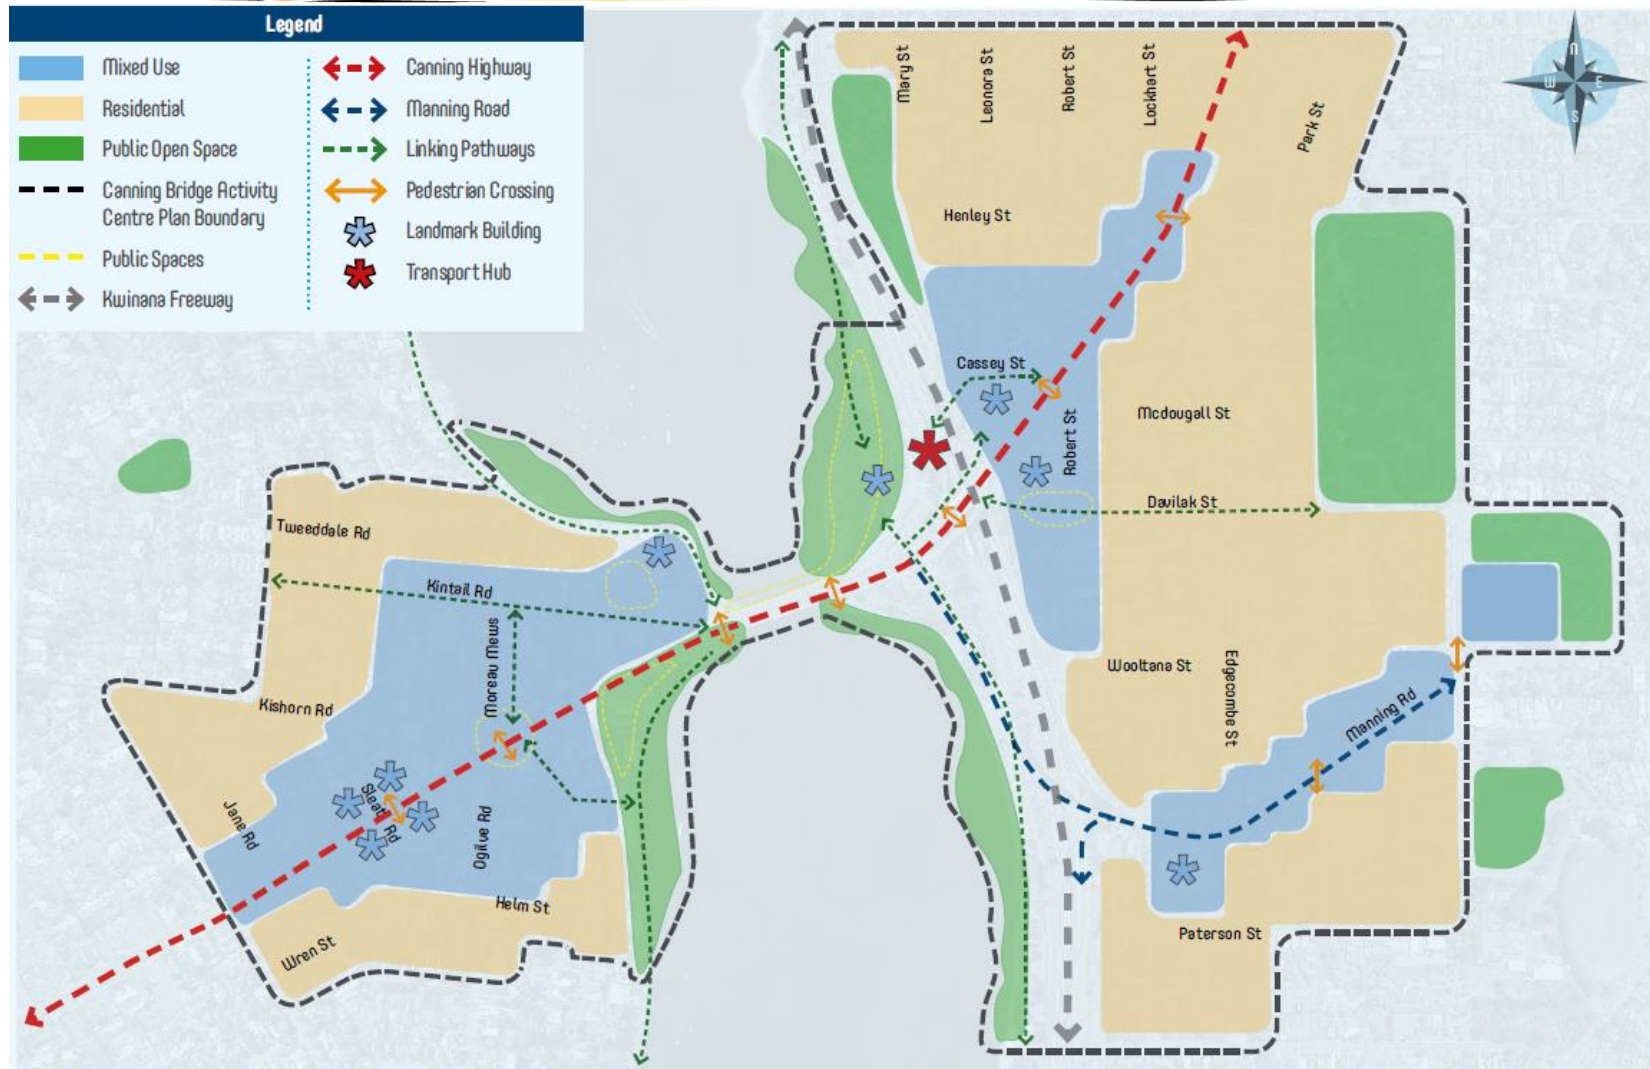 Legend
Mixed Use
Residential
Public Open Space
Canning Bridge Activity
Centre Plan Boundary
Public Spaces
Kwinana Freeway
Canning Highway
Manning Road
Linking Pathways
Pedestrian Crossing
Landmark Building
Transport Hub
N
W
E
S
Mary St
Leonora St
Robert St
Lockhart St
Park St
Henley St
Cassey St
Robert St
Mcdougall St
Davilak St
Tweeddale Rd
Kintail Rd
Moreau Mews
Kishorn Rd
Sleat Rd
Jane Rd
Ogilve Rd
Helm St
Wren St
Wooltana St
Edgecombe St
Manning Rd
Paterson St